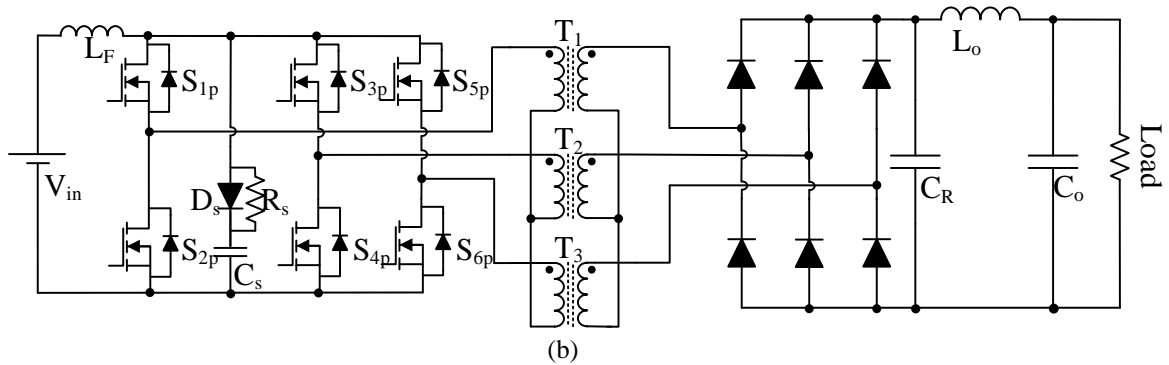 L_F
S_1p
S_3p
S_5p
T_1
L_o
V_in
D_s
R_s
T_2
C_R
C_o
Load
S_2p
C_s
S_4p
S_6p
T_3
(b)